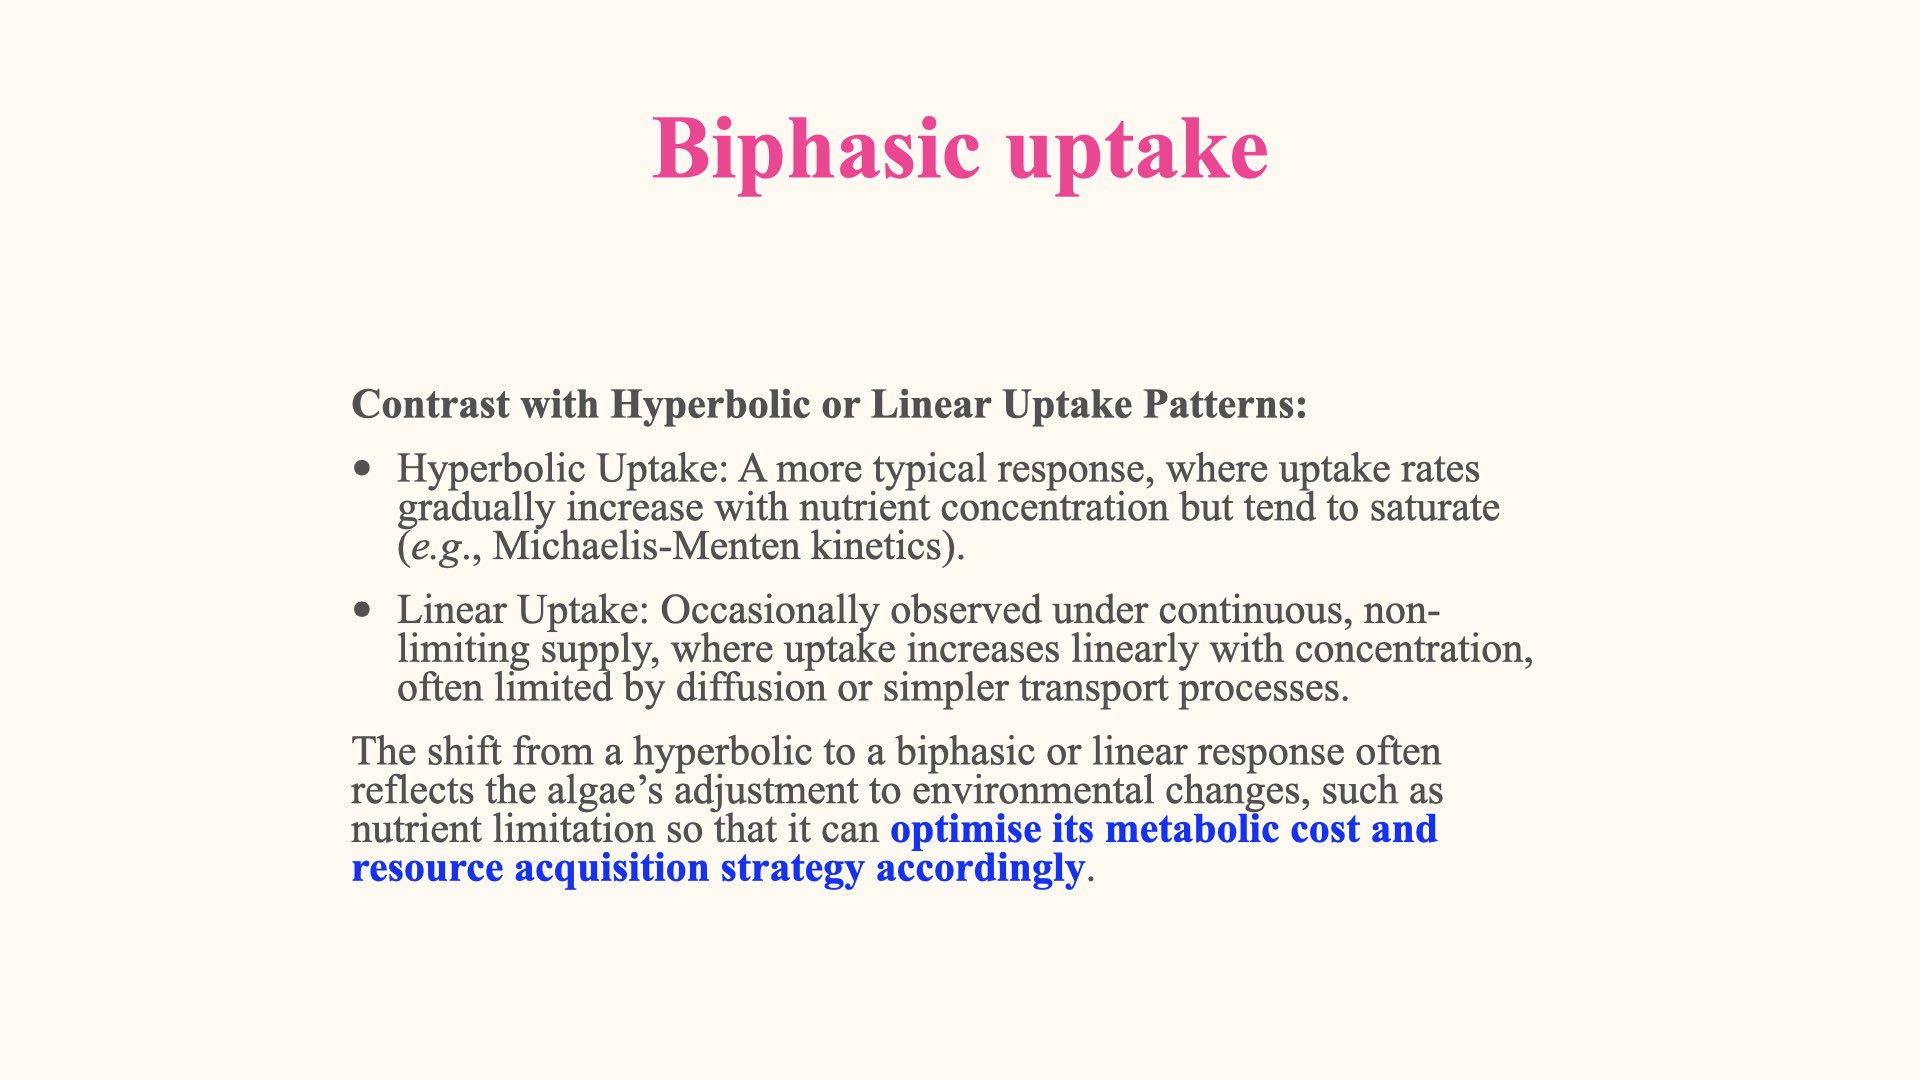 Biphasic uptake
Contrast with Hyperbolic or Linear Uptake Patterns:
• Hyperbolic Uptake: A more typical response, where uptake rates
gradually increase with nutrient concentration but tend to saturate
(e.g., Michaelis-Menten kinetics).
• Linear Uptake: Occasionally observed under continuous, non-
limiting supply, where uptake increases linearly with concentration,
often limited by diffusion or simpler transport processes.
The shift from a hyperbolic to a biphasic or linear response often
reflects the algae’s adjustment to environmental changes, such as
nutrient limitation so that it can optimise its metabolic cost and
resource acquisition strategy accordingly.